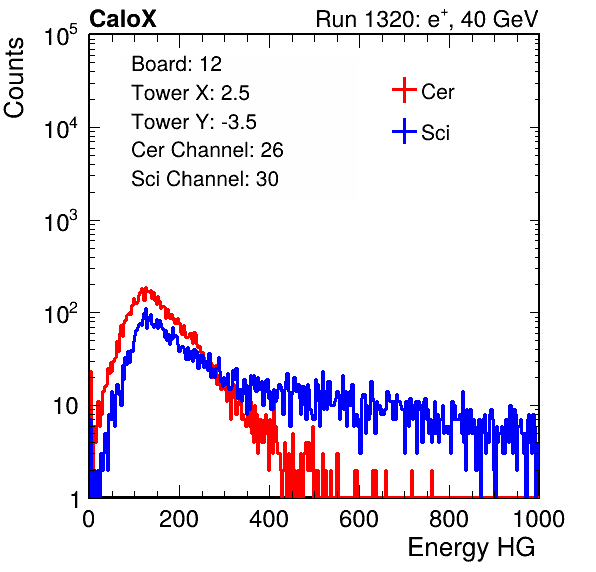 CaloX Run 1320: e⁺, 40 GeV
Counts
10⁵
10⁴
10³
10²
10
1
Board: 12
Tower X: 2.5
Tower Y: -3.5
Cer Channel: 26
Sci Channel: 30
Cer
Sci
0 200 400 600 800 1000
Energy HG